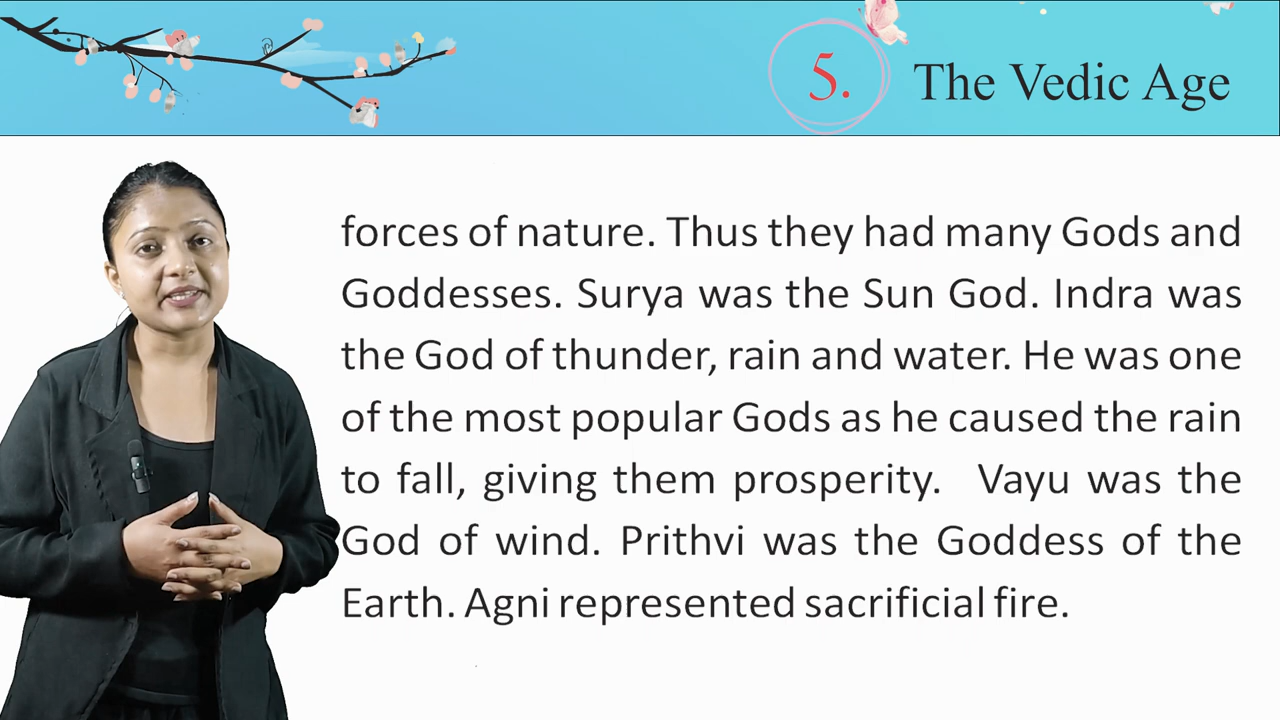 5. The Vedic Age
forces of nature. Thus they had many Gods and
Goddesses. Surya was the Sun God. Indra was
the God of thunder, rain and water. He was one
of the most popular Gods as he caused the rain
to fall, giving them prosperity. Vayu was the
God of wind. Prithvi was the Goddess of the
Earth. Agni represented sacrificial fire.